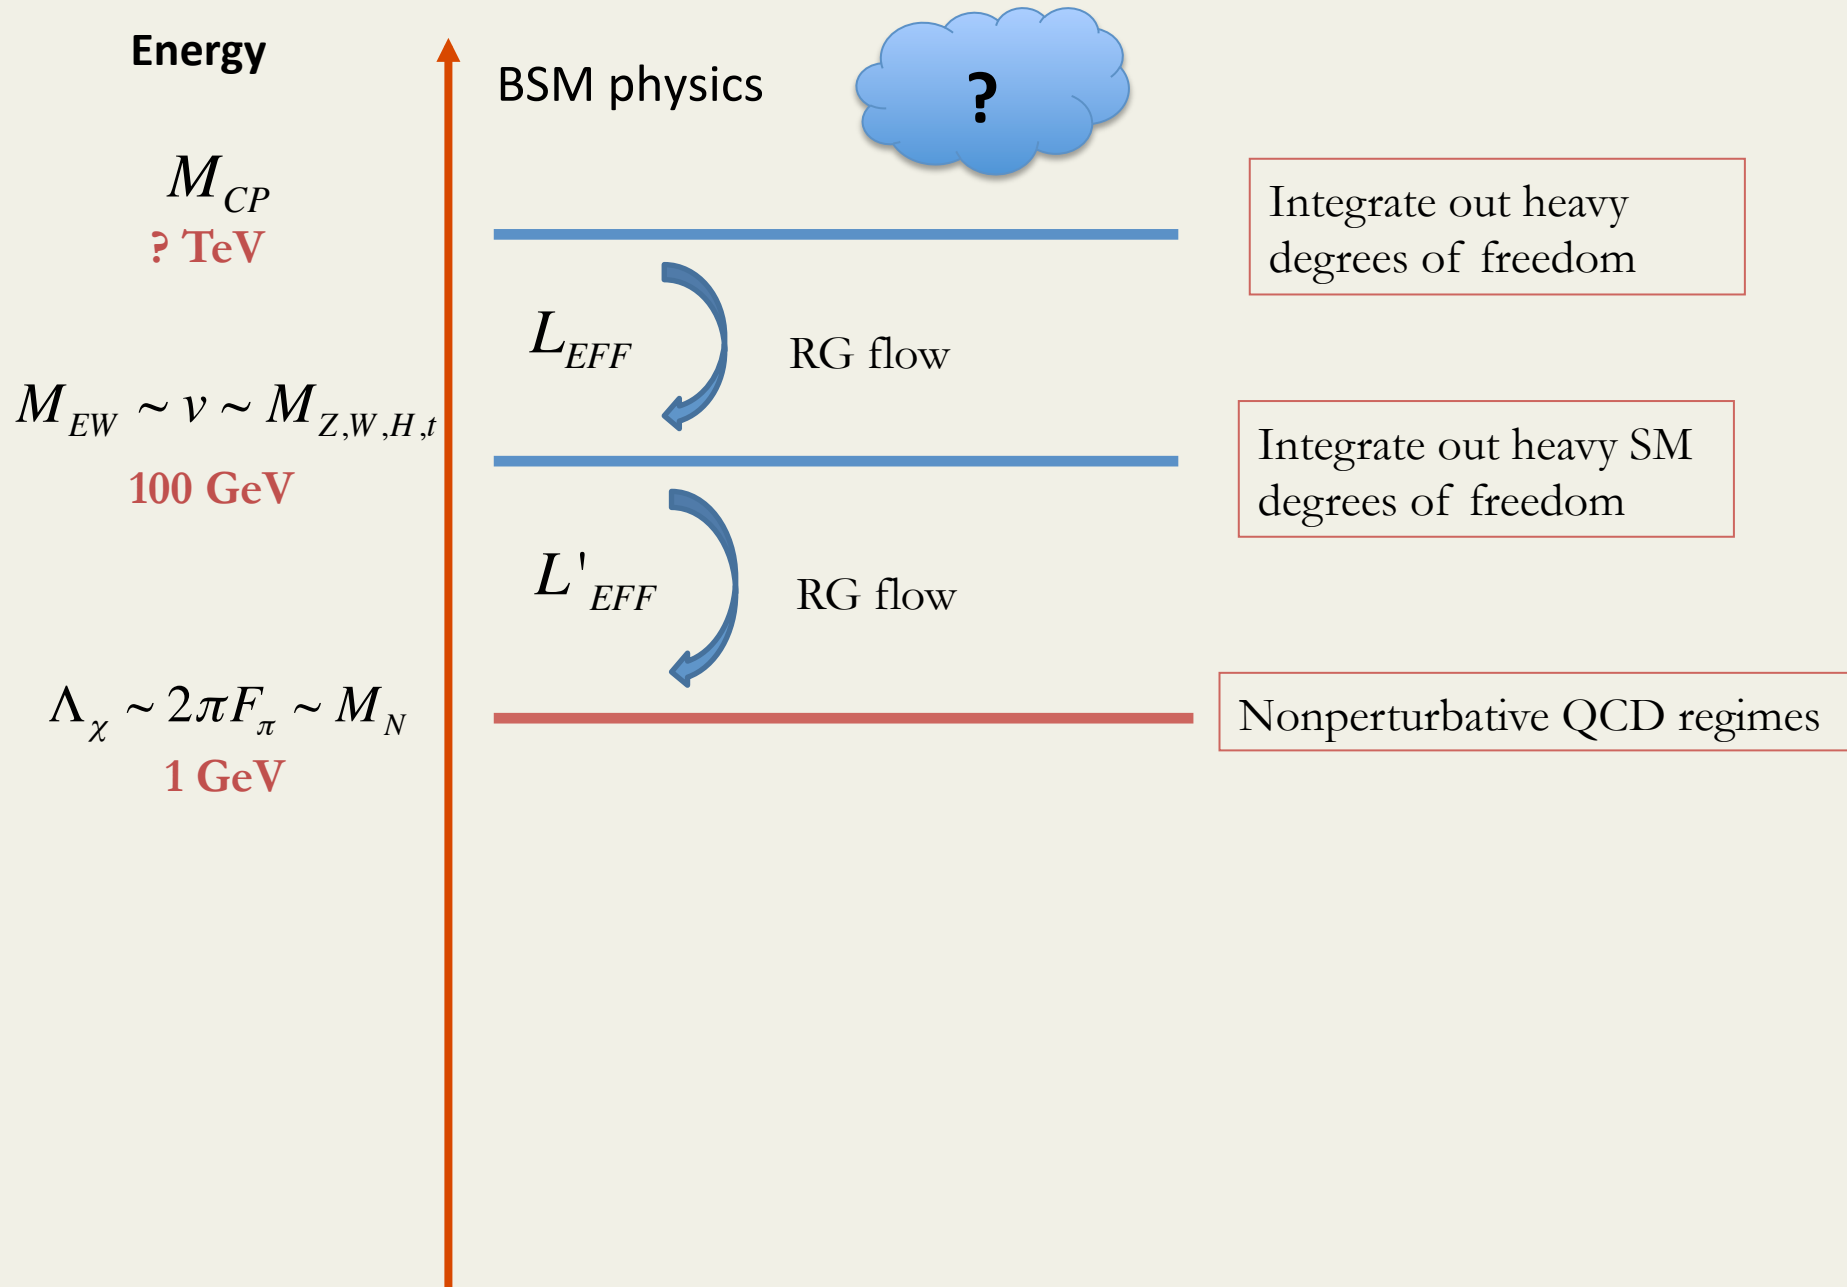 Energy
BSM physics
?
M_CP
? TeV
Integrate out heavy
degrees of freedom
L_EFF
RG flow
M_EW ~ v ~ M_Z,W,H,t
100 GeV
Integrate out heavy SM
degrees of freedom
L'_EFF
RG flow
Λ_χ ~ 2πF_π ~ M_N
1 GeV
Nonperturbative QCD regimes